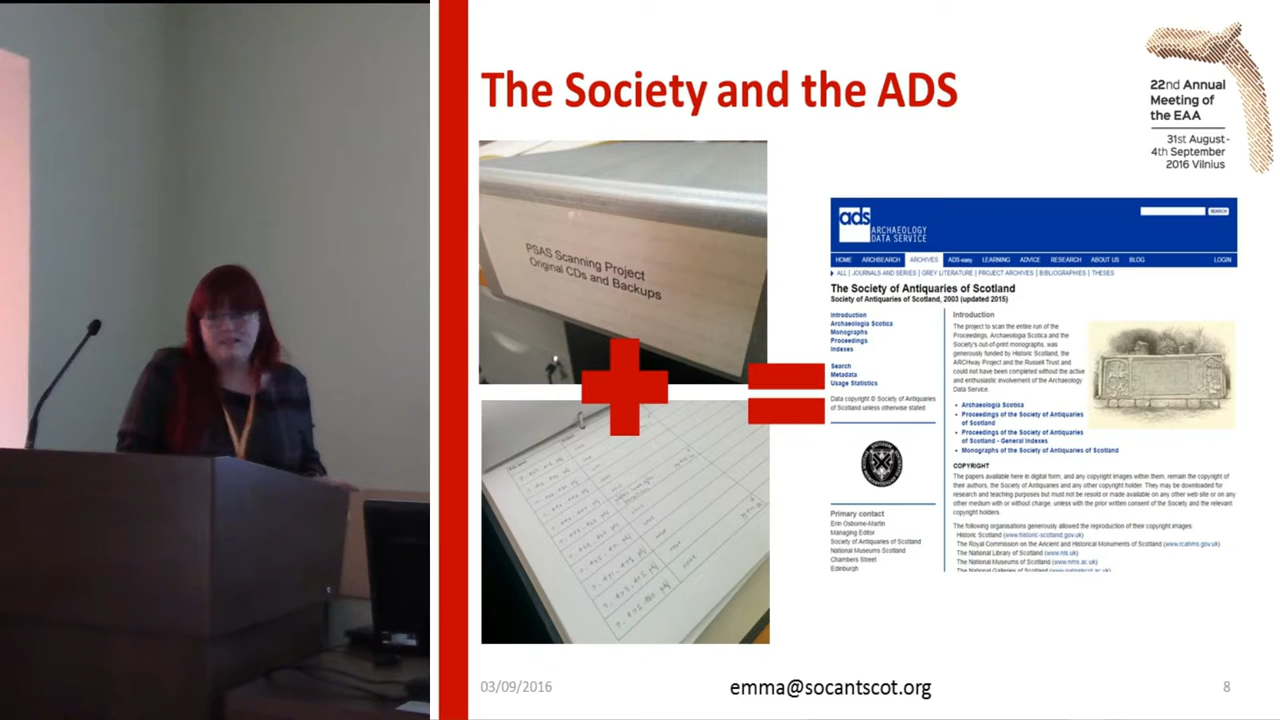 The Society and the ADS
22nd Annual
Meeting of
the EAA
31st August-
4th September
2016 Vilnius
PSAS Scanning Project
Original CDs and Backups
ads
ARCHAEOLOGY
DATA SERVICE
SEARCH
HOME ARCHSEARCH ARCHIVES ADS-easy LEARNING ADVICE RESEARCH ABOUT US BLOG LOGIN
ALL | JOURNALS AND SERIES | GREY LITERATURE | PROJECT ARCHIVES | BIBLIOGRAPHIES | THESES
The Society of Antiquaries of Scotland
Society of Antiquaries of Scotland, 2003 (updated 2015)
Introduction
Archaeologia Scotica
Monographs
Proceedings
Indexes
Search
Metadata
Usage Statistics
Data copyright © Society of Antiquaries
of Scotland unless otherwise stated
Primary contact
Erin Osborne-Martin
Managing Editor
Society of Antiquaries of Scotland
National Museums Scotland
Chambers Street
Edinburgh
Introduction
The project to scan the entire run of the
Proceedings, Archaeologia Scotica and the
Society's out-of-print monographs, was
generously funded by Historic Scotland, the
ARCHway Project and the Russell Trust and
could not have been completed without the active
and enthusiastic involvement of the Archaeology
Data Service.
Archaeologia Scotica
Proceedings of the Society of Antiquaries
of Scotland
Proceedings of the Society of Antiquaries
of Scotland - General Indexes
Monographs of the Society of Antiquaries of Scotland
COPYRIGHT
The papers available here in digital form, and any copyright images within them, remain the copyright of
their authors, the Society of Antiquaries and any other copyright holder. They may be downloaded for
research and teaching purposes but must not be resold or made available on any other web site or on any
other medium with or without charge, unless with the prior written consent of the Society and the relevant
copyright holders.
The following organisations generously allowed the reproduction of their copyright images:
Historic Scotland (www.historic-scotland.gov.uk)
The Royal Commission on the Ancient and Historical Monuments of Scotland (www.rcahms.gov.uk)
The National Library of Scotland (www.nls.uk)
The National Museums of Scotland (www.nms.ac.uk)
The National Galleries of Scotland (www.natgalscot.ac.uk)
03/09/2016
emma@socantscot.org
8